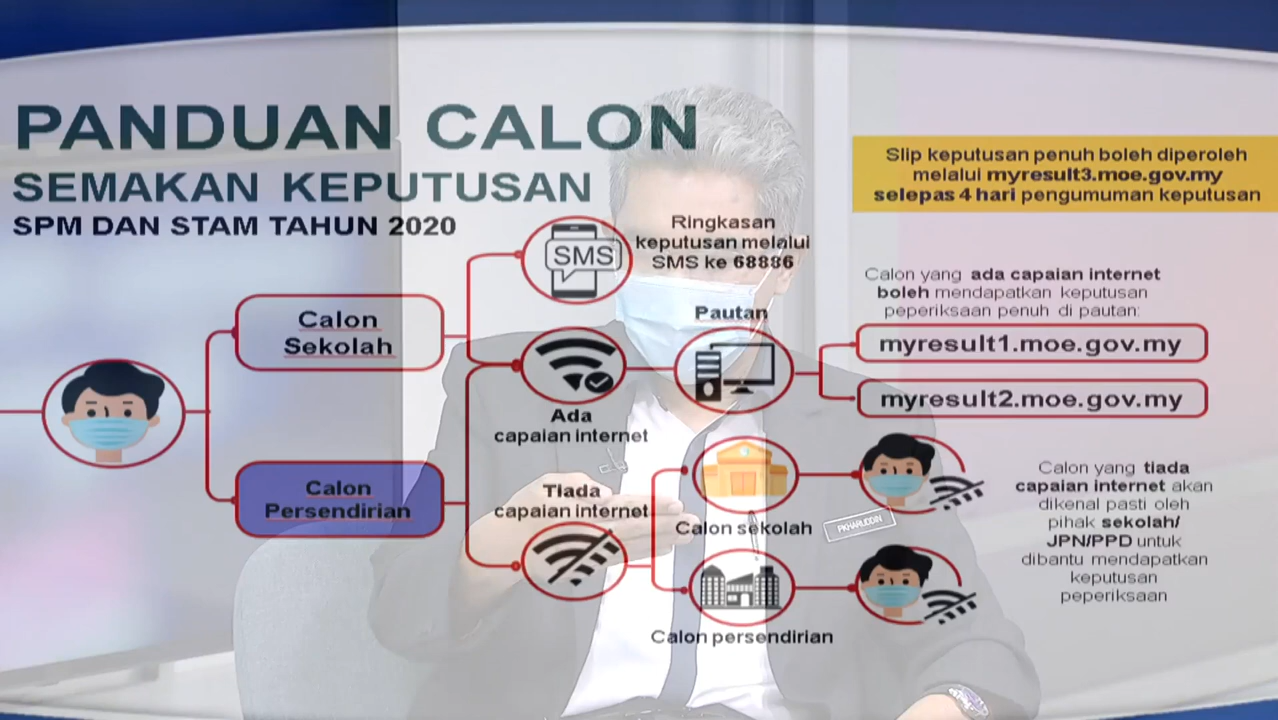 PANDUAN CALON
SEMAKAN KEPUTUSAN
SPM DAN STAM TAHUN 2020
Slip keputusan penuh boleh diperoleh
melalui myresult3.moe.gov.my
selepas 4 hari pengumuman keputusan
SMS
Ringkasan
keputusan melalui
SMS ke 68886
Calon
Sekolah
Ada
capaian internet
Pautan
Calon yang ada capaian internet
boleh mendapatkan keputusan
peperiksaan penuh di pautan:
myresult1.moe.gov.my
myresult2.moe.gov.my
Calon
Persendirian
Tiada
capaian internet
Calon sekolah
Calon persendirian
Calon yang tiada
capaian internet akan
dikenal pasti oleh
pihak sekolah/
JPN/PPD untuk
dibantu mendapatkan
keputusan
peperiksaan